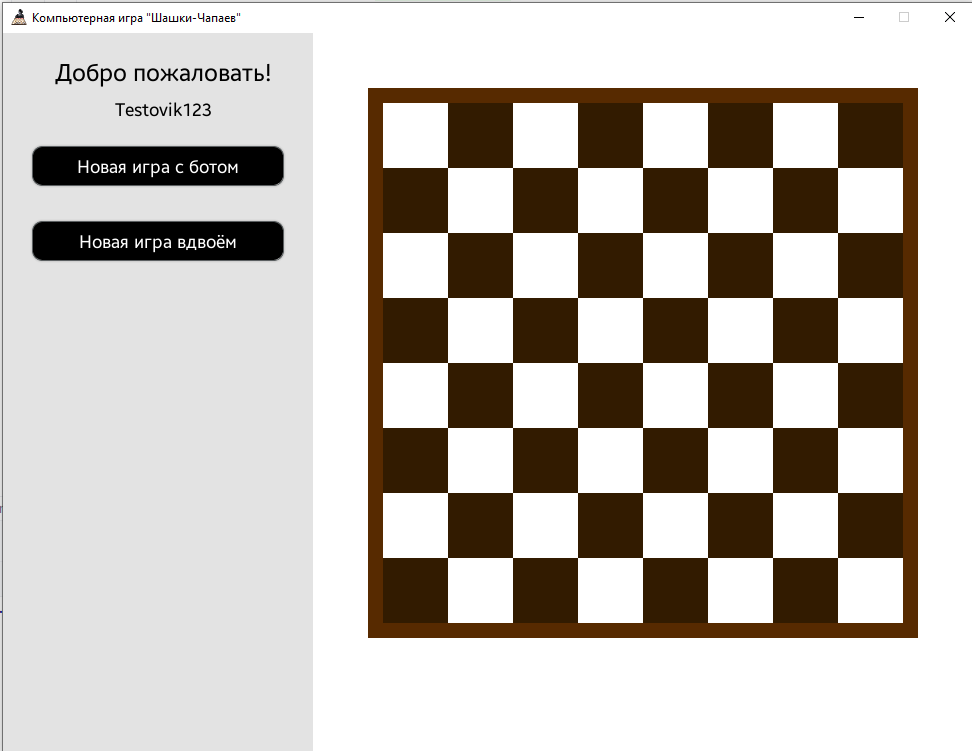 Компьютерная игра "Шашки-Чапаев"
Добро пожаловать!
Testovik123
Новая игра с ботом
Новая игра вдвоём